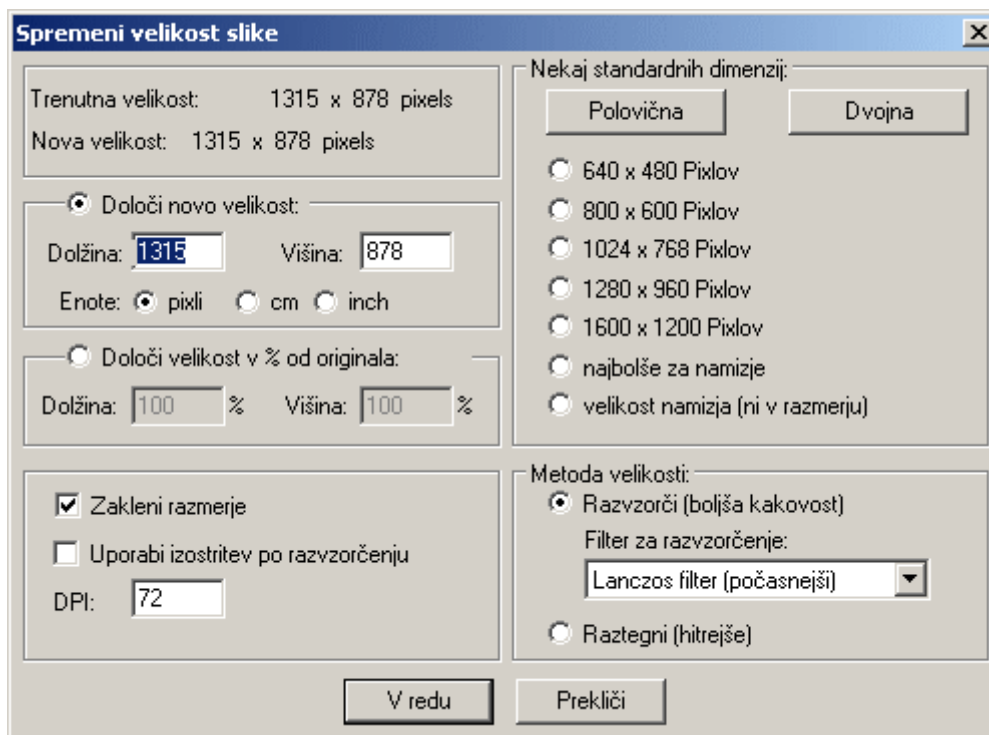 Spremeni velikost slike
Trenutna velikost: 1315 x 878 pixels
Nova velikost: 1315 x 878 pixels
Določi novo velikost:
Dolžina: 1315 Višina: 878
Enote: pixli cm inch
Določi velikost v % od originala:
Dolžina: 100 % Višina: 100 %
Zakleni razmerje
Uporabi izostritev po razvzorčenju
DPI: 72
Nekaj standardnih dimenzij:
Polovična Dvojna
640 x 480 Pixlov
800 x 600 Pixlov
1024 x 768 Pixlov
1280 x 960 Pixlov
1600 x 1200 Pixlov
najbolše za namizje
velikost namizja (ni v razmerju)
Metoda velikosti:
Razvzorči (boljša kakovost)
Filter za razvzorčenje:
Lanczos filter (počasnejši)
Raztegni (hitrejše)
V redu Prekliči